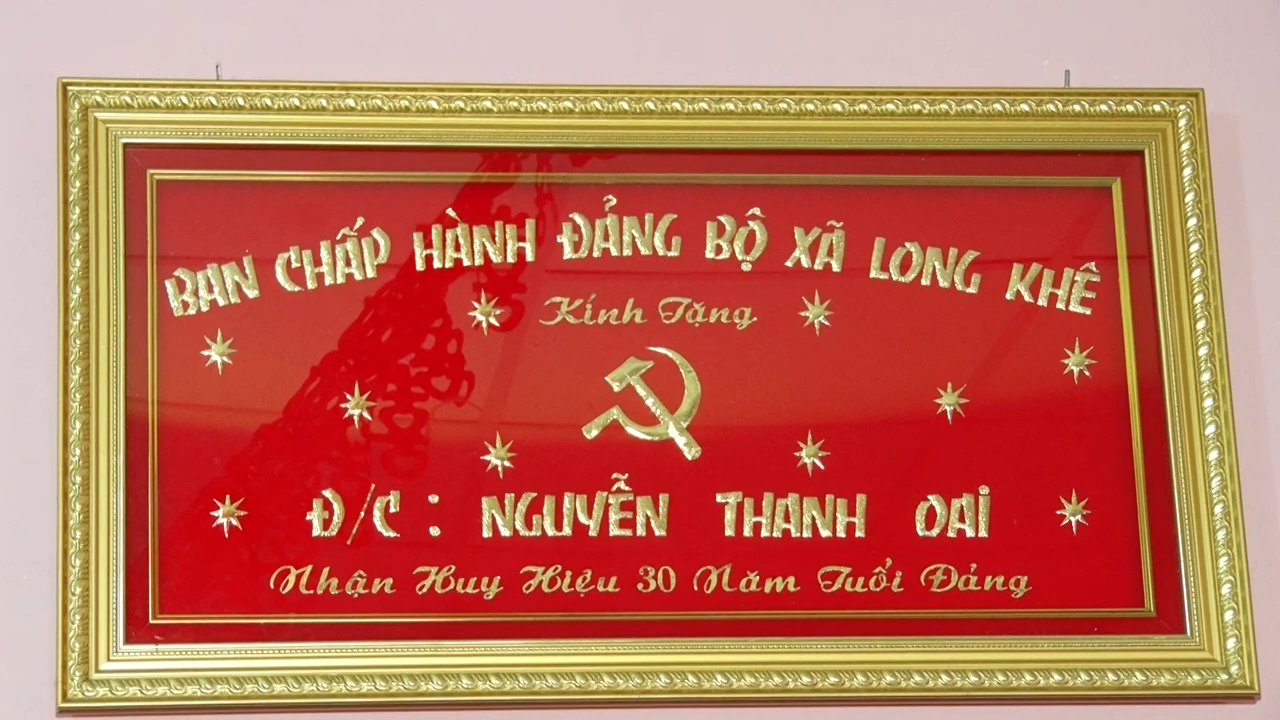 BAN CHẤP HÀNH ĐẢNG BỘ XÃ LONG KHÊ
Kính Tặng
Đ/C : NGUYỄN THANH OAI
Nhận Huy Hiệu 30 Năm Tuổi Đảng